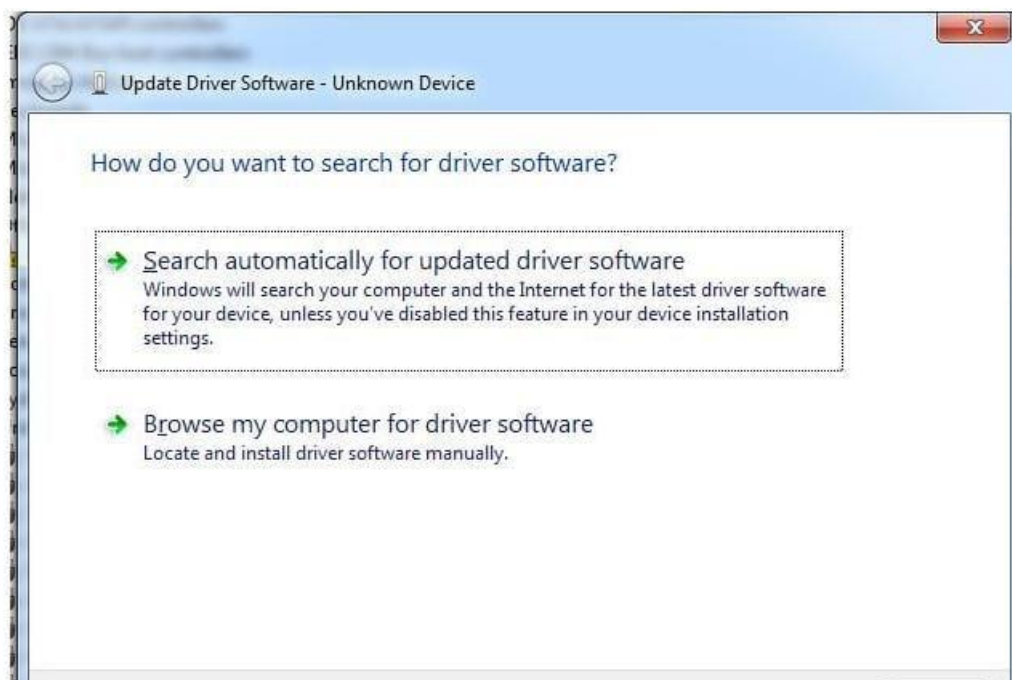 Update Driver Software - Unknown Device
How do you want to search for driver software?
Search automatically for updated driver software
Windows will search your computer and the Internet for the latest driver software
for your device, unless you've disabled this feature in your device installation
settings.
Browse my computer for driver software
Locate and install driver software manually.